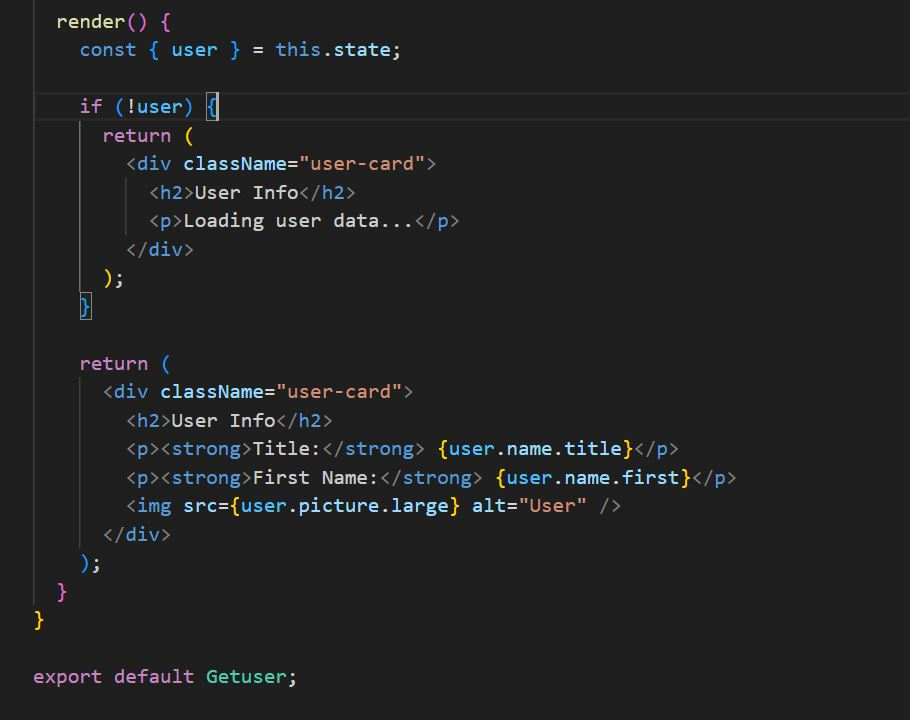 render() {
const { user } = this.state;
if (!user) {
return (
<div className="user-card">
<h2>User Info</h2>
<p>Loading user data...</p>
</div>
);
}
return (
<div className="user-card">
<h2>User Info</h2>
<p><strong>Title:</strong> {user.name.title}</p>
<p><strong>First Name:</strong> {user.name.first}</p>
<img src={user.picture.large} alt="User" />
</div>
);
}
}
export default Getuser;